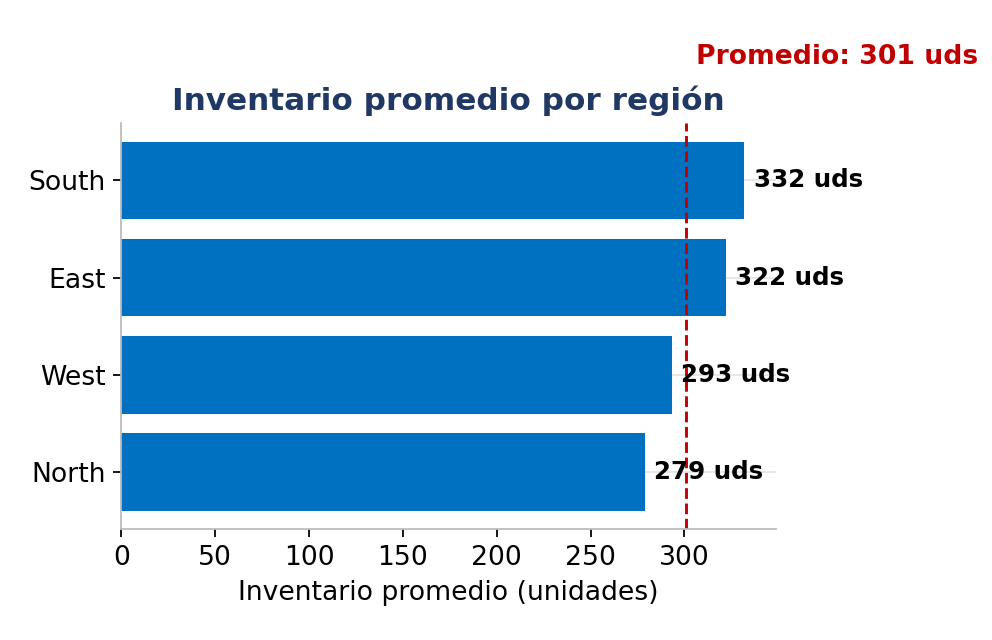 Promedio: 301 uds
Inventario promedio por región
South 332 uds
East 322 uds
West 293 uds
North 279 uds
0 50 100 150 200 250 300
Inventario promedio (unidades)